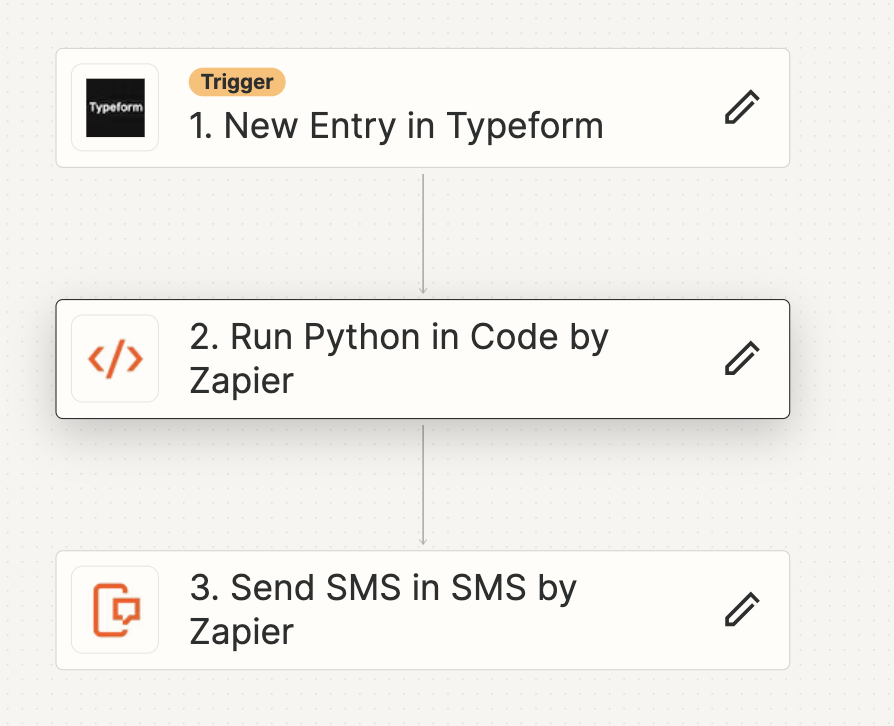 Typeform
Trigger
1. New Entry in Typeform
2. Run Python in Code by
Zapier
3. Send SMS in SMS by
Zapier